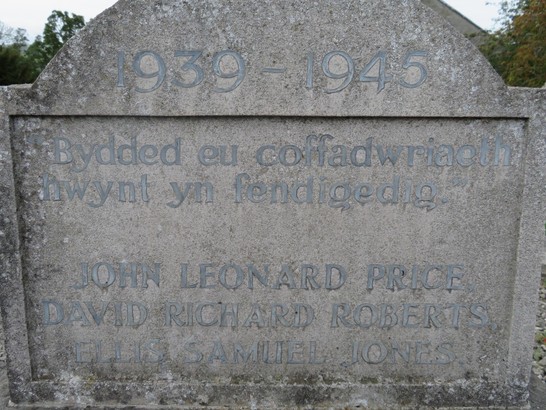 1939 - 1945
"Bydded eu coffadwriaeth
hwynt yn fendigedig."
JOHN LEONARD PRICE.
DAVID RICHARD ROBERTS.
ELLIS SAMUEL JONES.